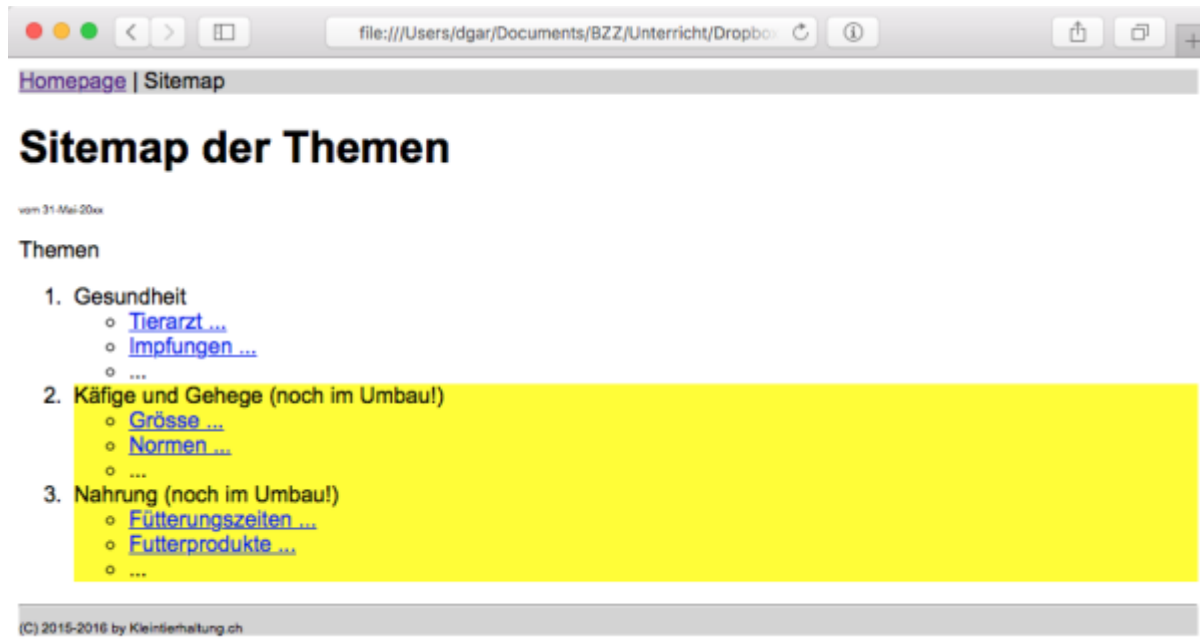 file:///Users/dgar/Documents/BZZ/Unterricht/Dropbo
Homepage | Sitemap
Sitemap der Themen
vom 31-Mai-20xx
Themen
1. Gesundheit
Tierarzt ...
Impfungen ...
...
2. Käfige und Gehege (noch im Umbau!)
Grösse ...
Normen ...
...
3. Nahrung (noch im Umbau!)
Fütterungszeiten ...
Futterprodukte ...
...
(C) 2015-2016 by Kleintierhaltung.ch